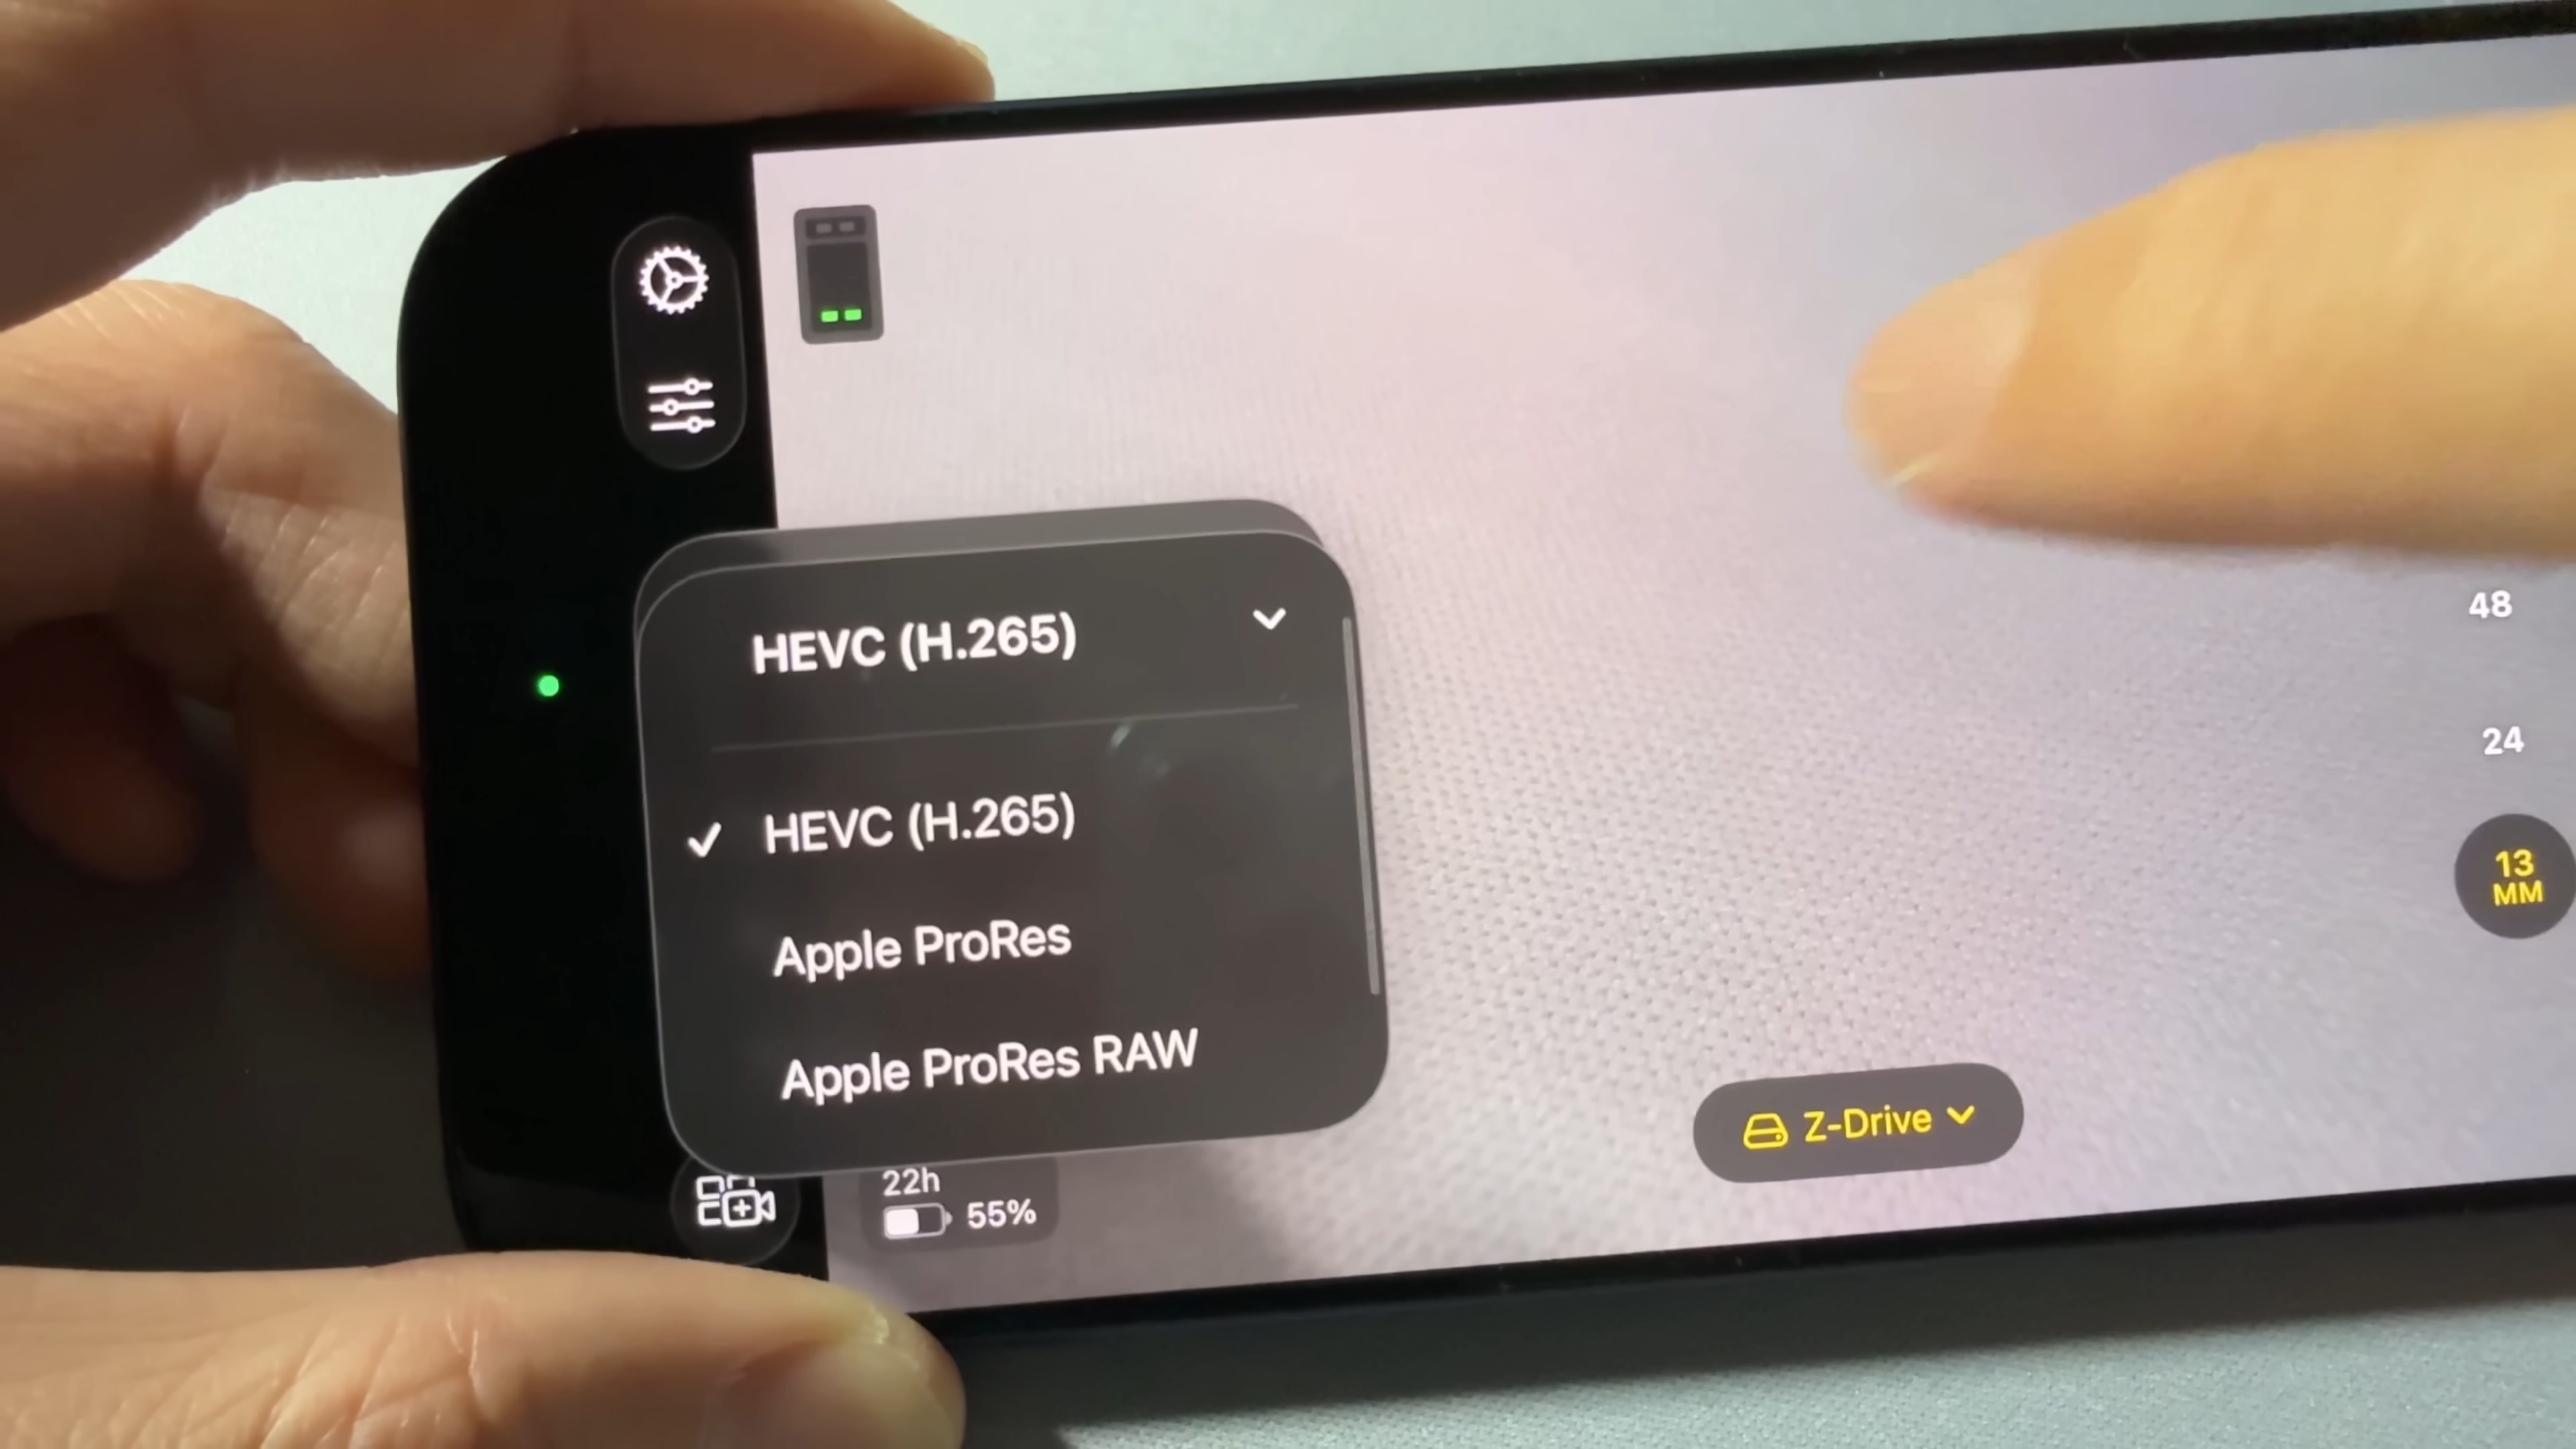 HEVC (H.265)
HEVC (H.265)
Apple ProRes
Apple ProRes RAW
22h
55%
Z-Drive
48
24
13
MM